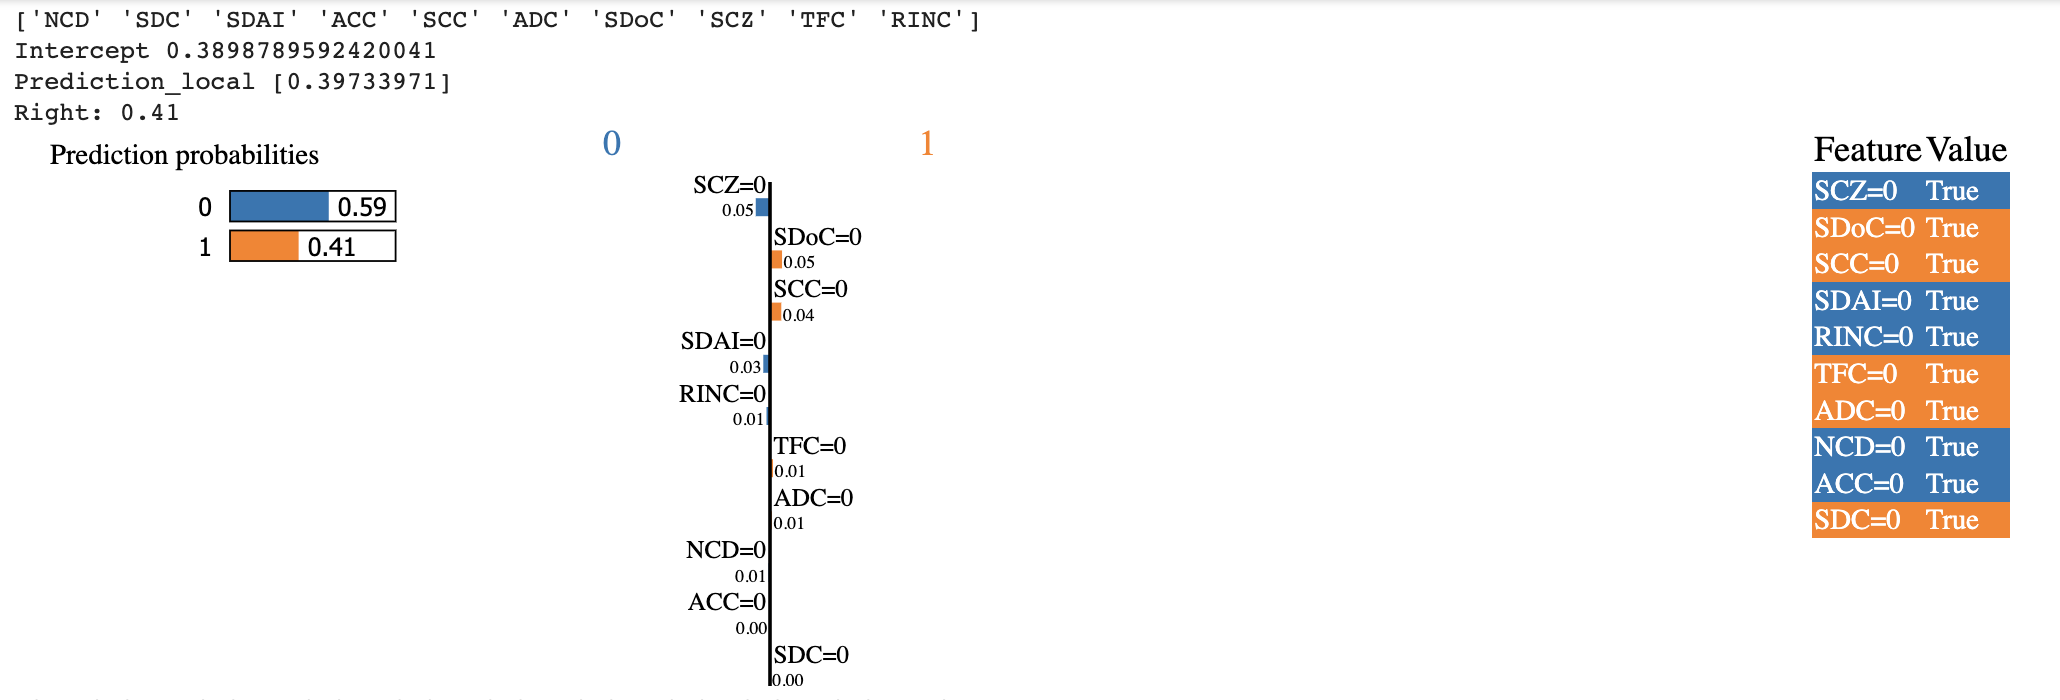 ['NCD' 'SDC' 'SDAI' 'ACC' 'SCC' 'ADC' 'SDoC' 'SCZ' 'TFC' 'RINC']
Intercept 0.3898789592420041
Prediction_local [0.39733971]
Right: 0.41
Prediction probabilities
0 0.59
1 0.41
0 1
SCZ=0
0.05
SDoC=0
0.05
SCC=0
0.04
SDAI=0
0.03
RINC=0
0.01
TFC=0
0.01
ADC=0
0.01
NCD=0
0.01
ACC=0
0.00
SDC=0
0.00
Feature Value
SCZ=0 True
SDoC=0 True
SCC=0 True
SDAI=0 True
RINC=0 True
TFC=0 True
ADC=0 True
NCD=0 True
ACC=0 True
SDC=0 True